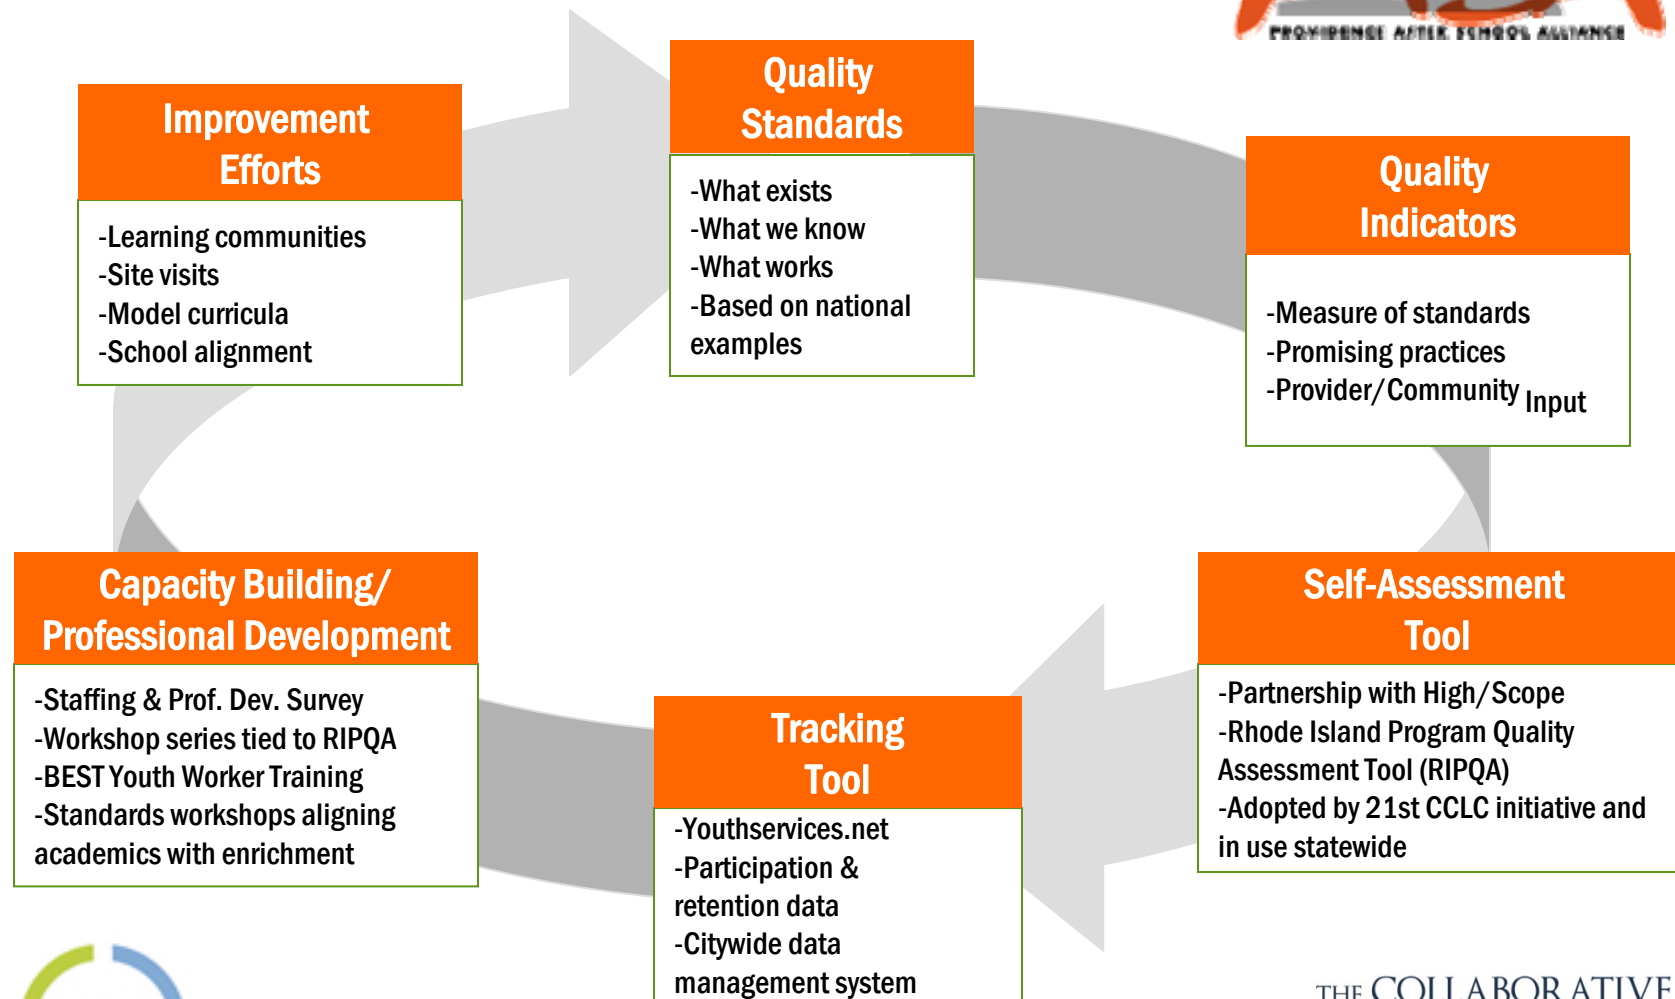 PROVIDENCE AFTER SCHOOL ALLIANCE
Quality
Standards
-What exists
-What we know
-What works
-Based on national
examples
Quality
Indicators
-Measure of standards
-Promising practices
-Provider/Community Input
Self-Assessment
Tool
-Partnership with High/Scope
-Rhode Island Program Quality
Assessment Tool (RIPQA)
-Adopted by 21st CCLC initiative and
in use statewide
Tracking
Tool
-Youthservices.net
-Participation &
retention data
-Citywide data
management system
Capacity Building/
Professional Development
-Staffing & Prof. Dev. Survey
-Workshop series tied to RIPQA
-BEST Youth Worker Training
-Standards workshops aligning
academics with enrichment
Improvement
Efforts
-Learning communities
-Site visits
-Model curricula
-School alignment
THE COLLABORATIVE